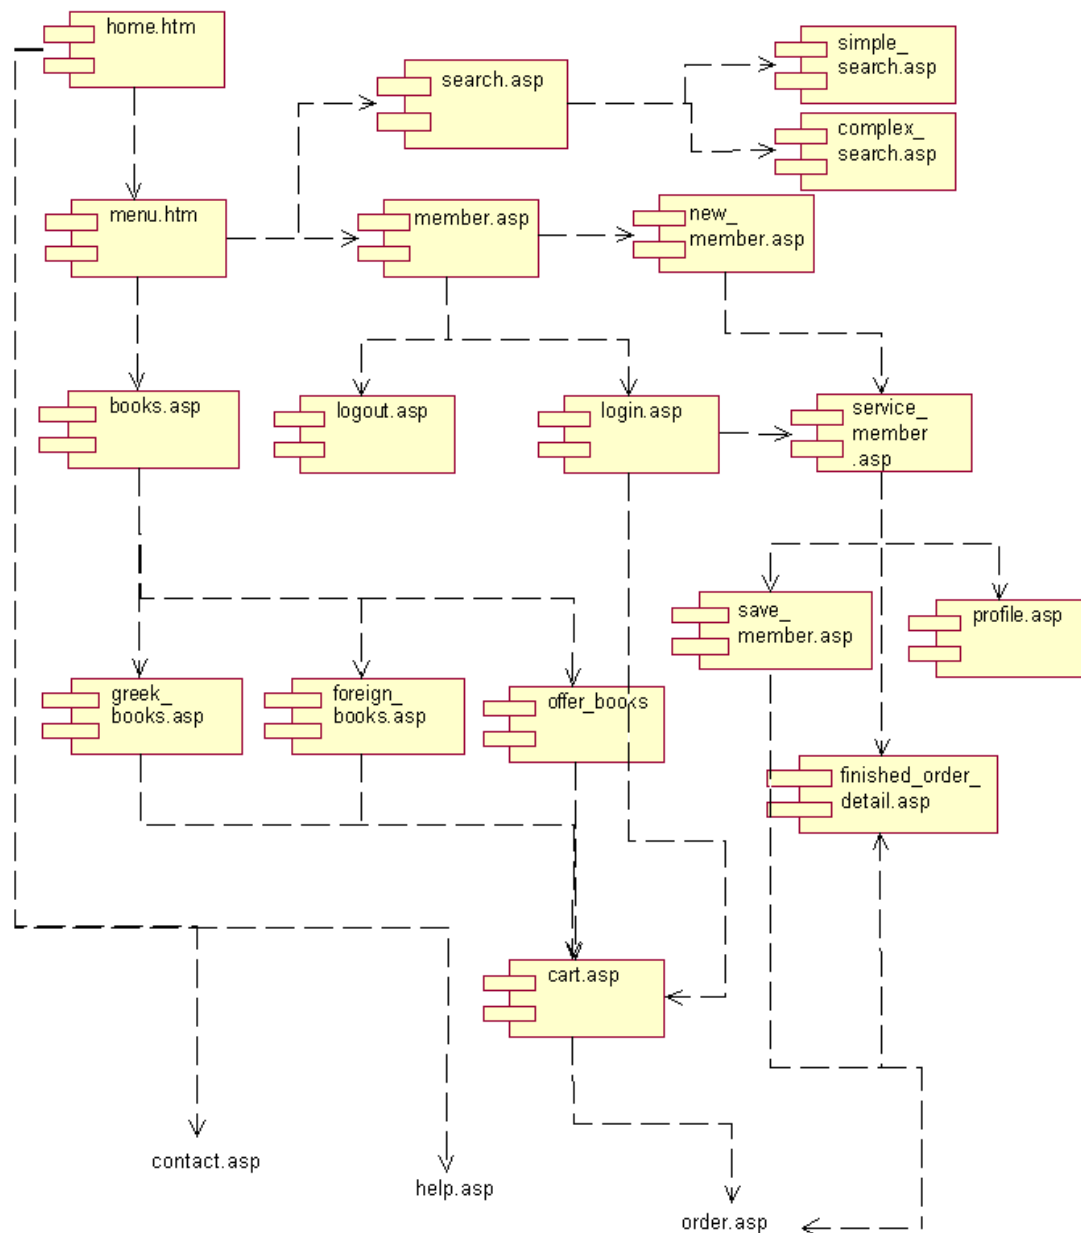 home.htm
simple_
search.asp
search.asp
complex_
search.asp
menu.htm
member.asp
new_
member.asp
books.asp
logout.asp
login.asp
service_
member
.asp
save_
member.asp
profile.asp
greek_
books.asp
foreign_
books.asp
offer_books
finished_order_
detail.asp
cart.asp
contact.asp
help.asp
order.asp